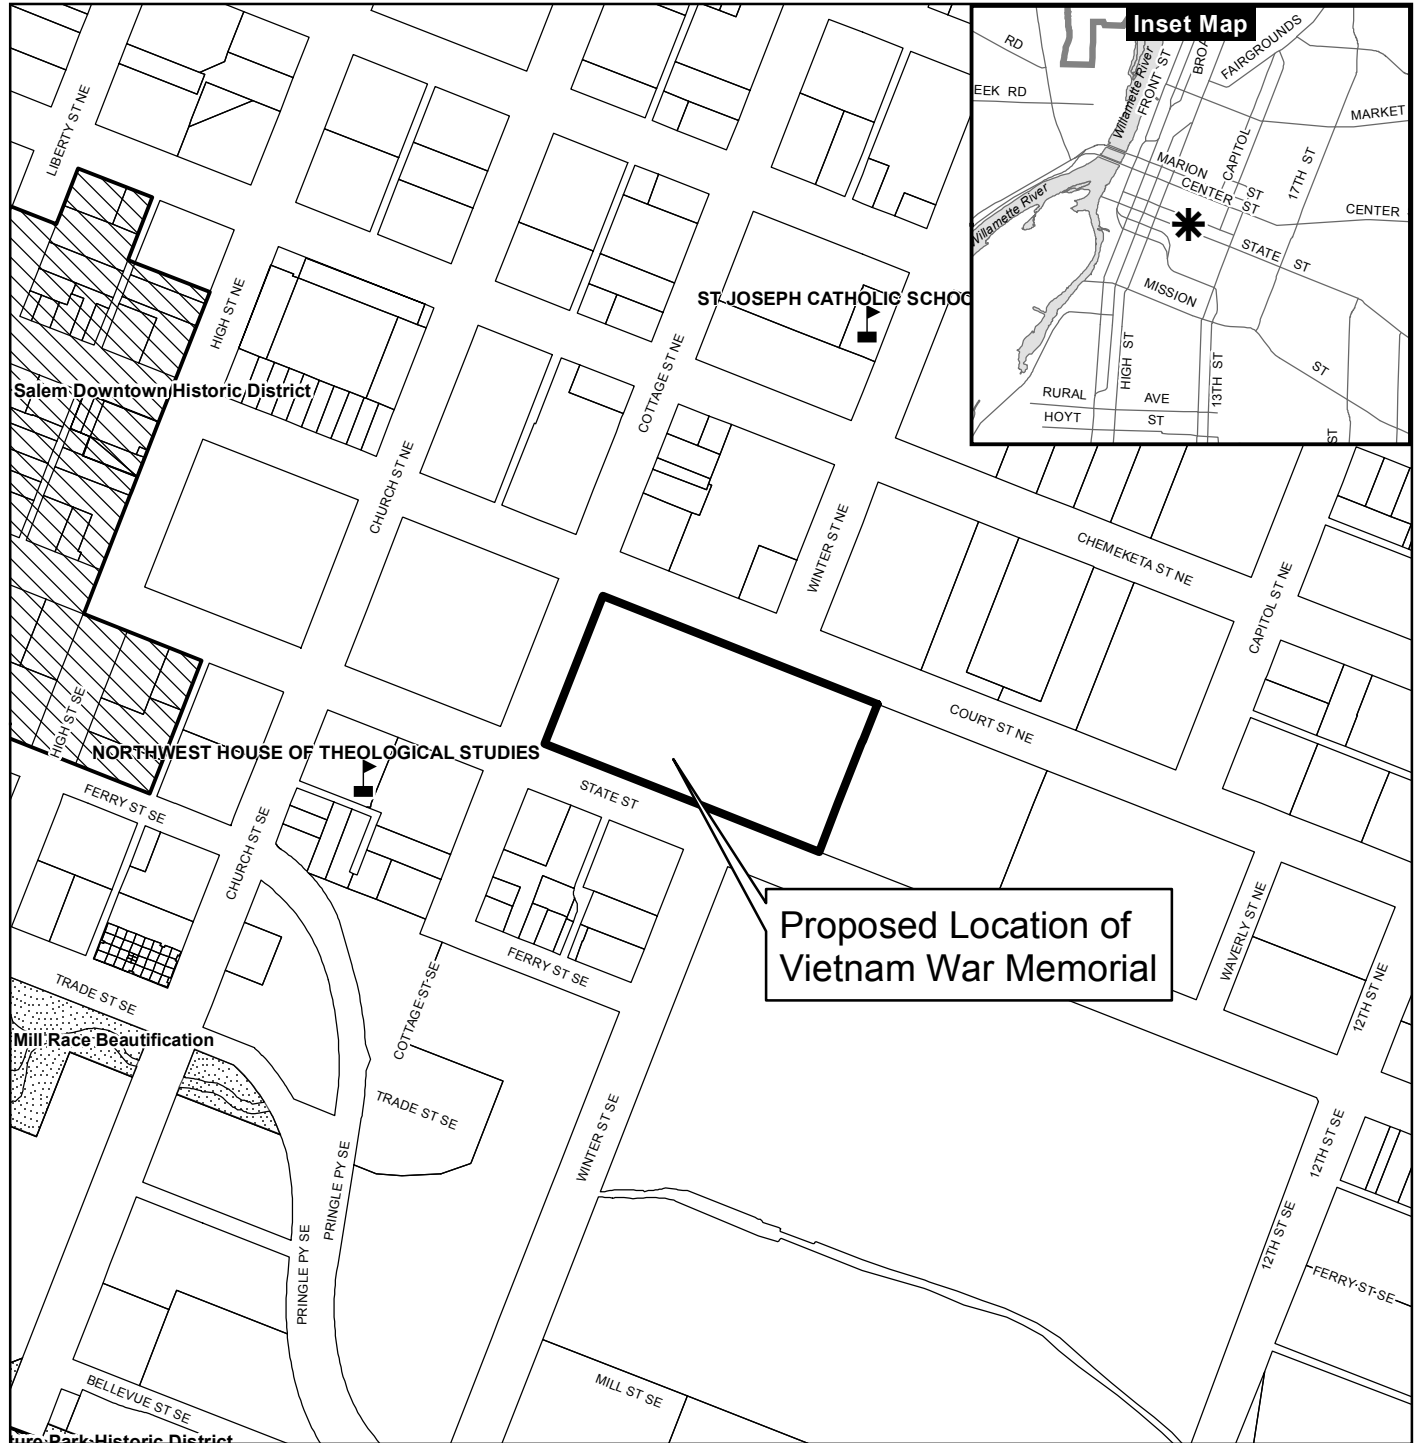 Inset Map
RD
EEK RD
Willamette River
FRONT ST
BROA
FAIRGROUNDS
MARKET
MARION ST
CAPITOL
17TH ST
CENTER ST
CENTER
Willamette River
STATE ST
MISSION
ST
HIGH ST
13TH ST
RURAL AVE
HOYT ST
ST
LIBERTY ST NE
HIGH ST NE
ST JOSEPH CATHOLIC SCHOO
COTTAGE ST NE
Salem Downtown Historic District
CHURCH ST NE
WINTER ST NE
CHEMEKETA ST NE
CAPITOL ST NE
COURT ST NE
HIGH ST SE
NORTHWEST HOUSE OF THEOLOGICAL STUDIES
STATE ST
FERRY ST SE
CHURCH ST SE
Proposed Location of
Vietnam War Memorial
WAVERLY ST NE
12TH ST NE
FERRY ST SE
TRADE ST SE
COTTAGE ST SE
Mill Race Beautification
TRADE ST SE
WINTER ST SE
12TH ST SE
PRINGLE PY SE
PRINGLE PY SE
12TH ST SE
FERRY ST SE
BELLEVUE ST SE
MILL ST SE
ture Park Historic District